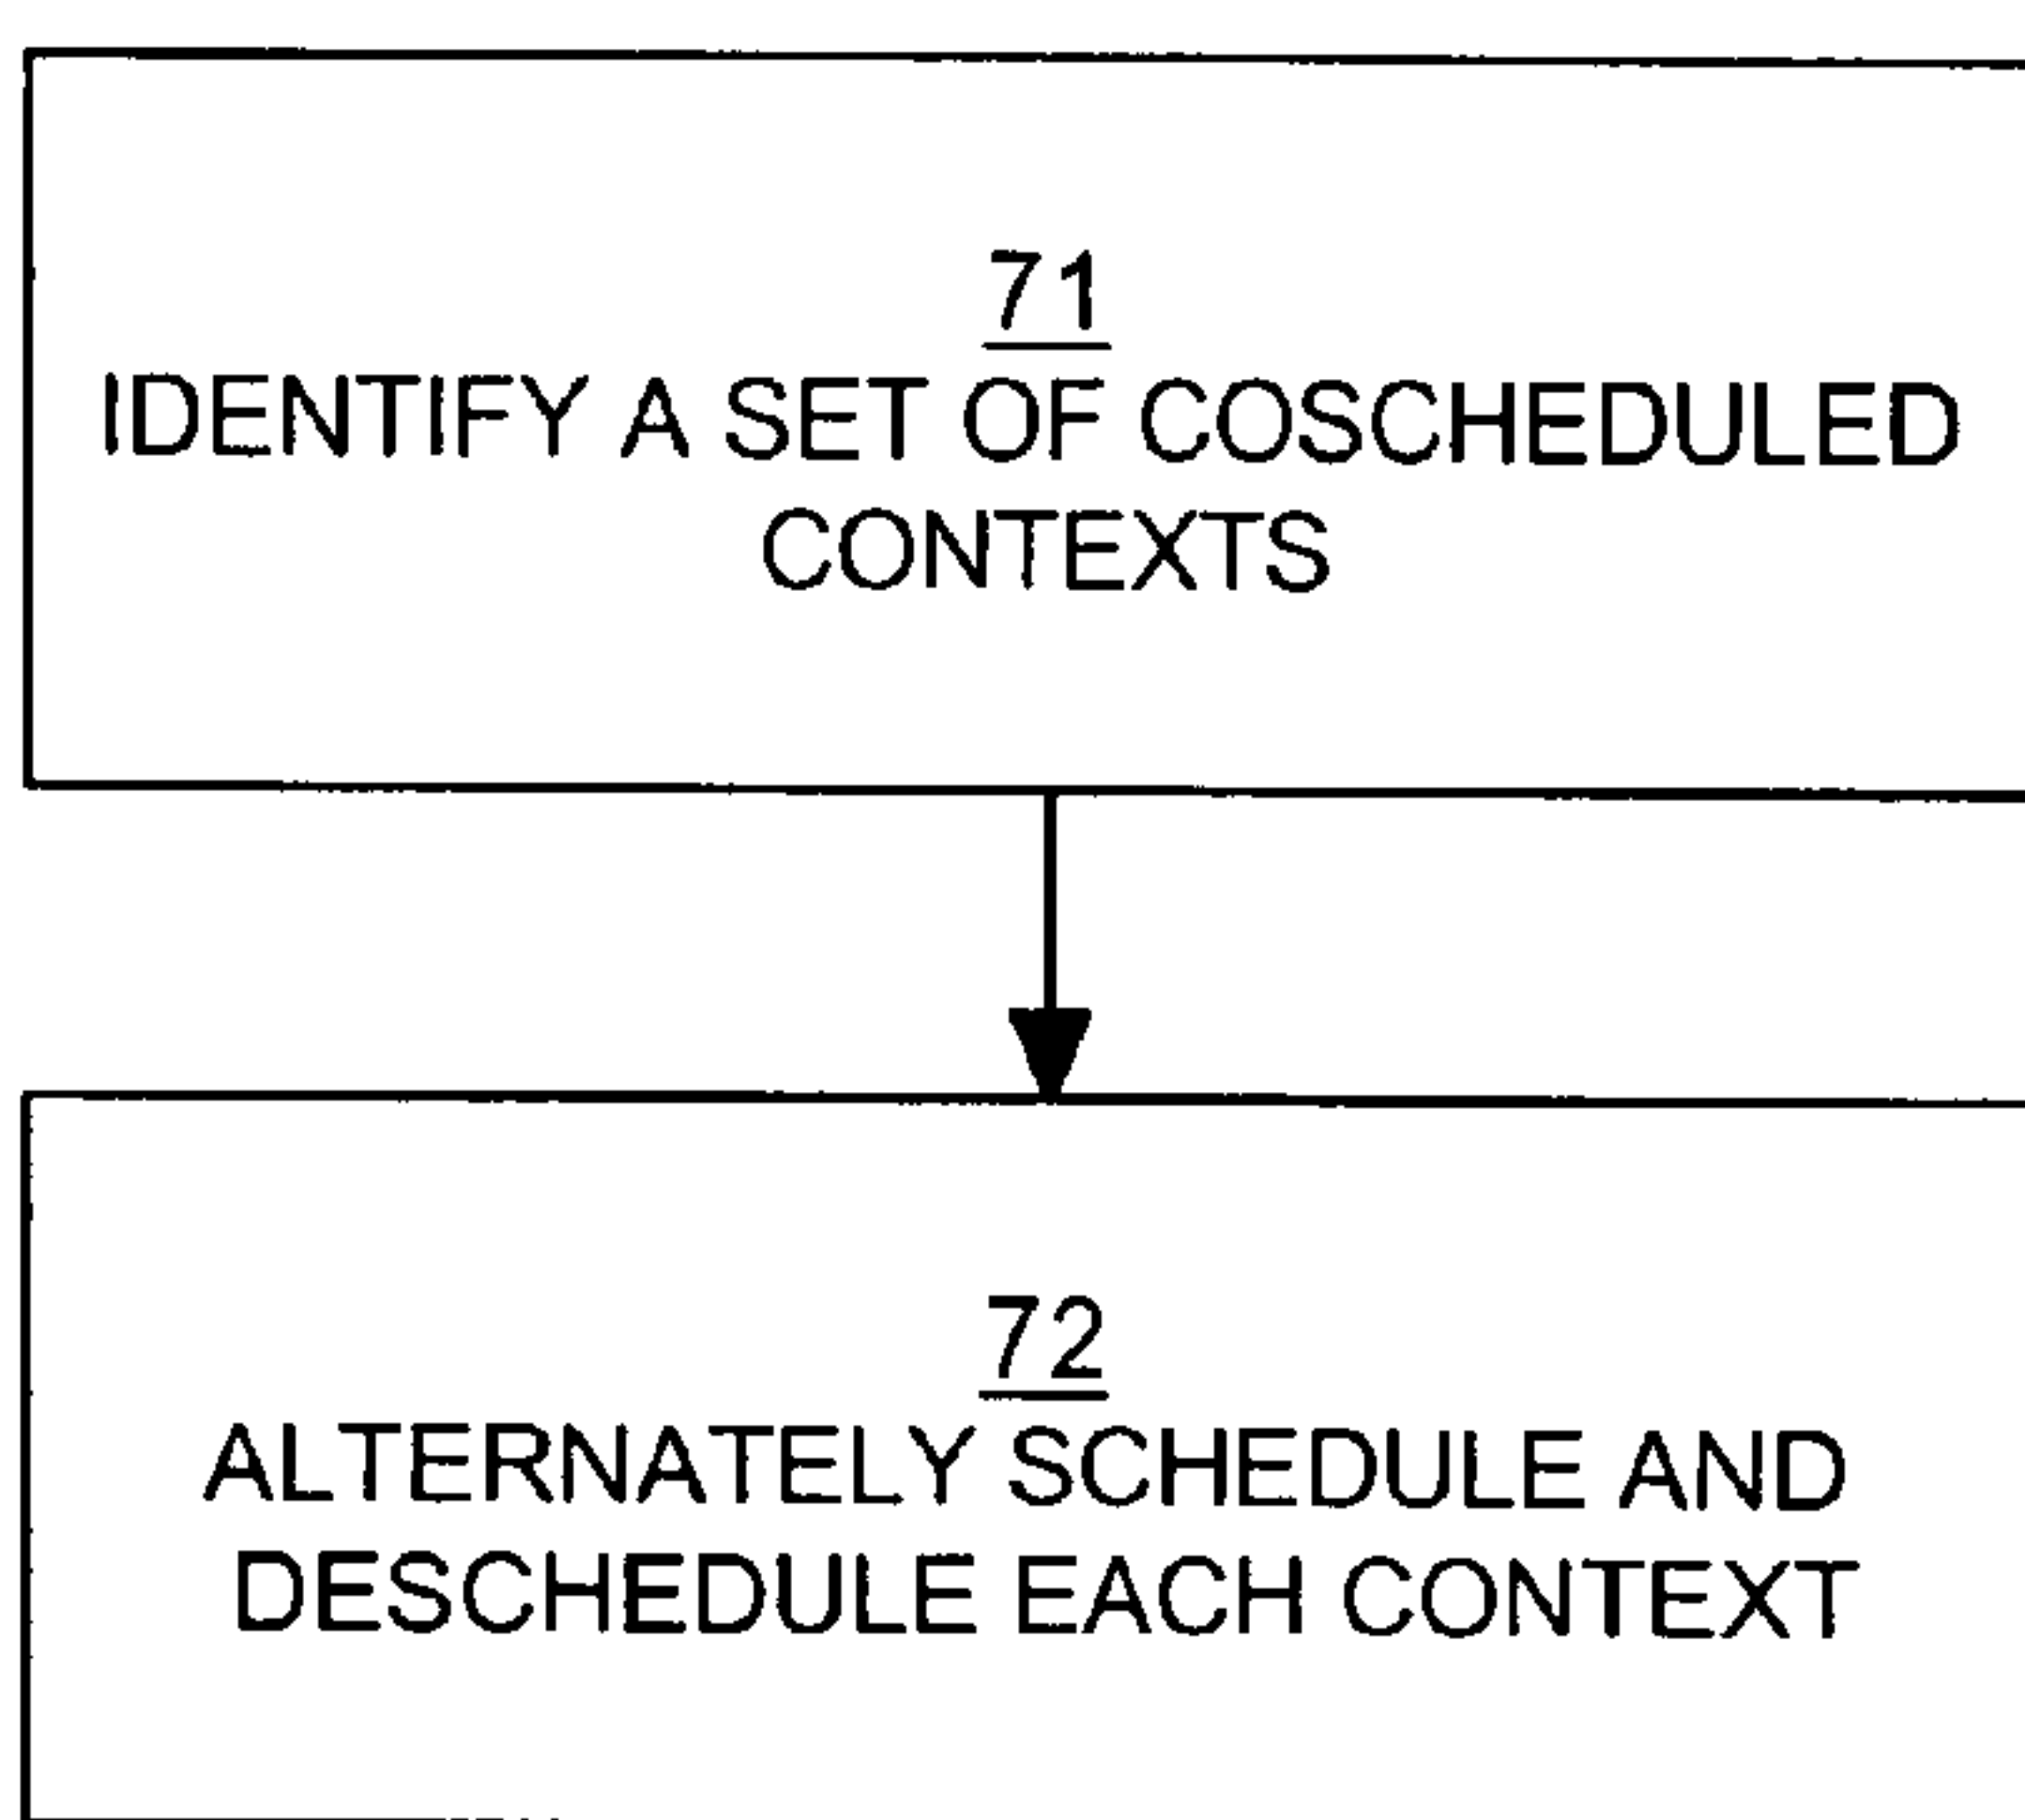 71
IDENTIFY A SET OF COSCHEDULED
CONTEXTS
72
ALTERNATELY SCHEDULE AND
DESCHEDULE EACH CONTEXT